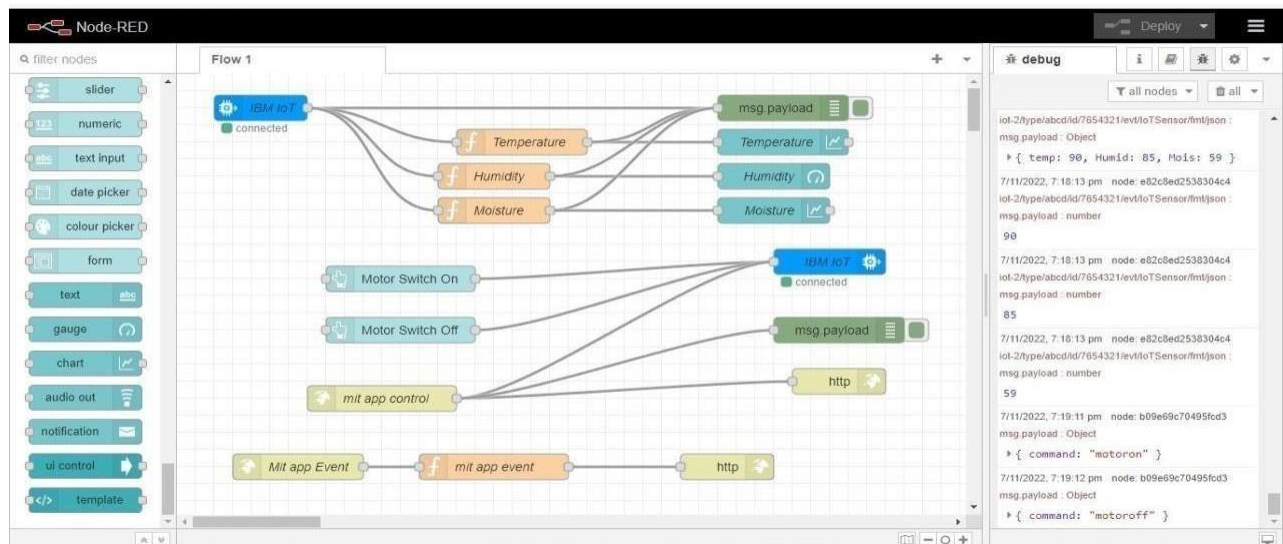 Node-RED
Deploy
filter nodes
slider
123 numeric
abc text input
date picker
colour picker
form
text abc
gauge
chart
audio out
notification
ui control
</> template
Flow 1
IBM IoT
connected
msg.payload
f Temperature
Temperature
f Humidity
Humidity
f Moisture
Moisture
Motor Switch On
IBM IoT
connected
Motor Switch Off
msg.payload
mit app control
http
Mit app Event
f mit app event
http
debug
i
all nodes
all
iot-2/type/abcd/id/7654321/evt/IoTSensor/fmt/json :
msg.payload : Object
{ temp: 90, Humid: 85, Mois: 59 }
7/11/2022, 7:18:13 pm node: e82c8ed2538304c4
iot-2/type/abcd/id/7654321/evt/IoTSensor/fmt/json :
msg.payload : number
90
7/11/2022, 7:18:13 pm node: e82c8ed2538304c4
iot-2/type/abcd/id/7654321/evt/IoTSensor/fmt/json :
msg.payload : number
85
7/11/2022, 7:18:13 pm node: e82c8ed2538304c4
iot-2/type/abcd/id/7654321/evt/IoTSensor/fmt/json :
msg.payload : number
59
7/11/2022, 7:19:11 pm node: b09e69c70495fcd3
msg.payload : Object
{ command: "motoron" }
7/11/2022, 7:19:12 pm node: b09e69c70495fcd3
msg.payload : Object
{ command: "motoroff" }